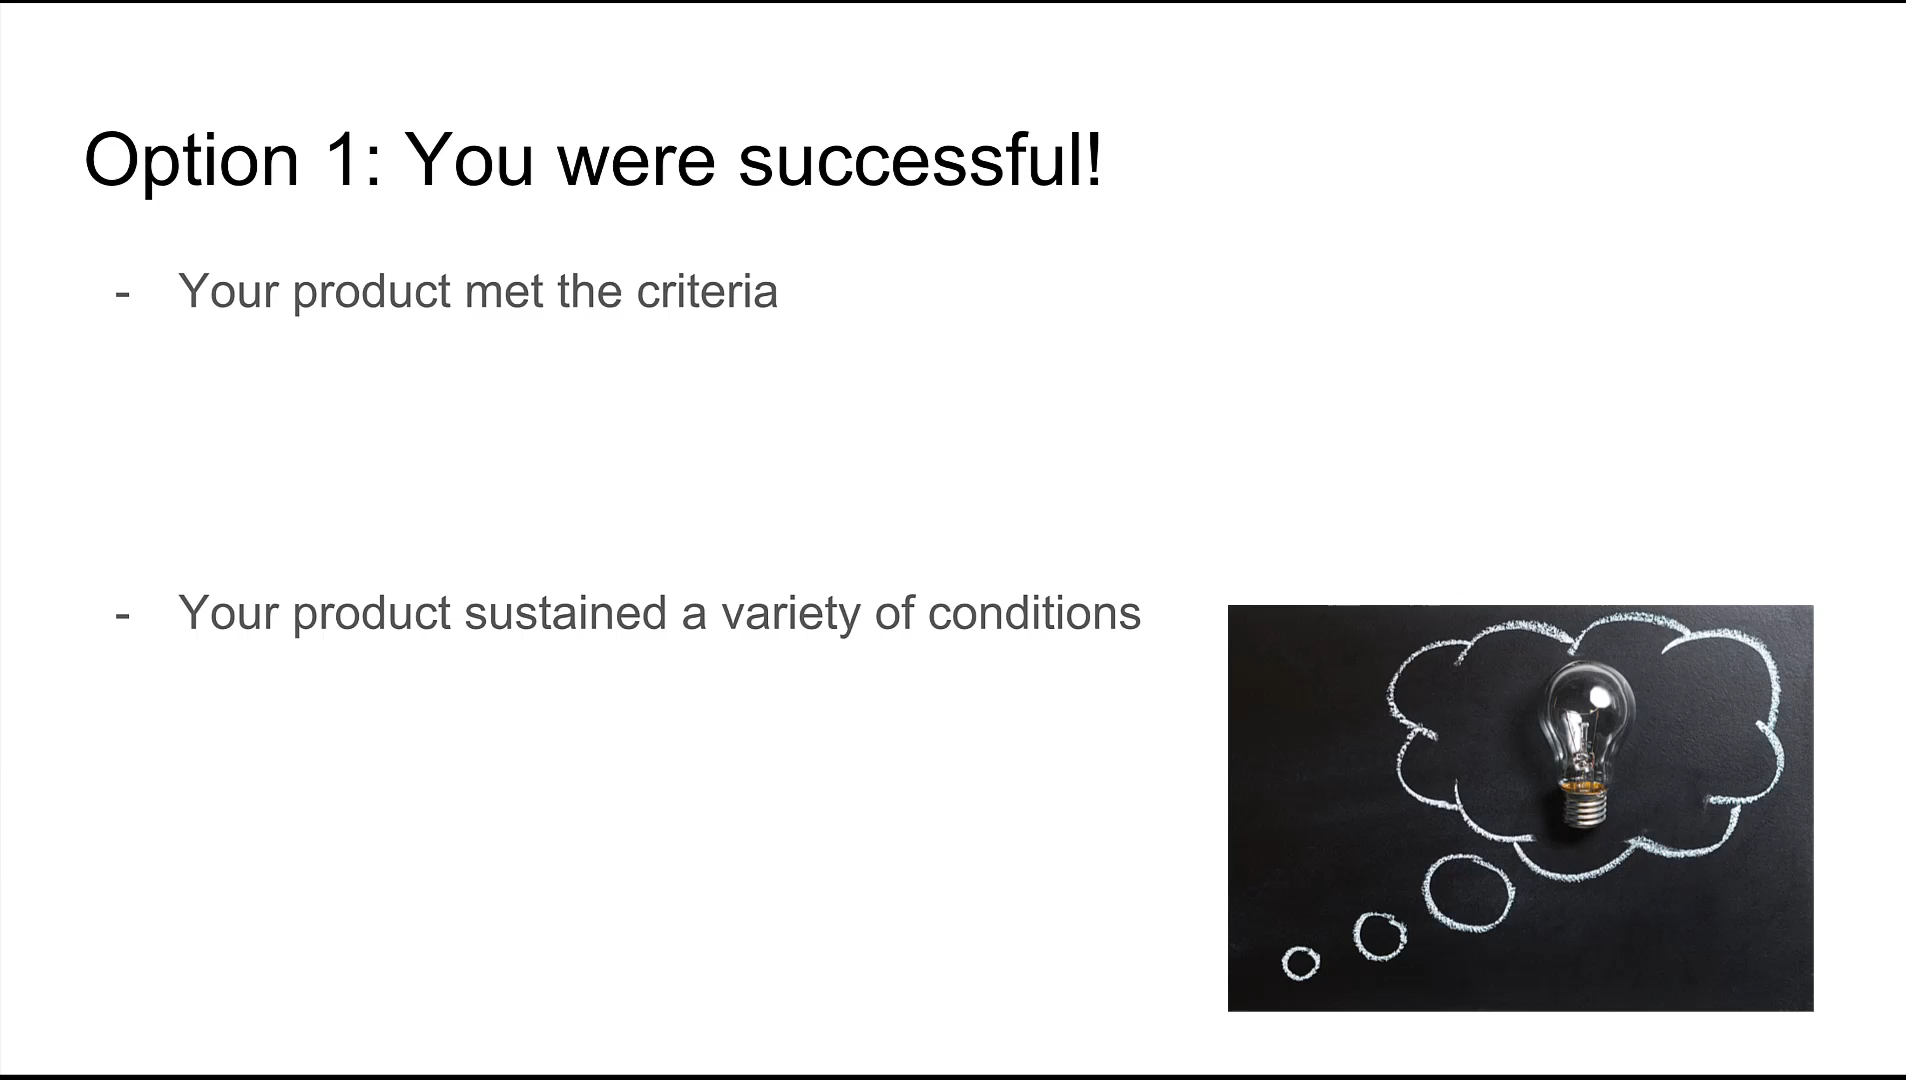 Option 1: You were successful!
- Your product met the criteria
- Your product sustained a variety of conditions